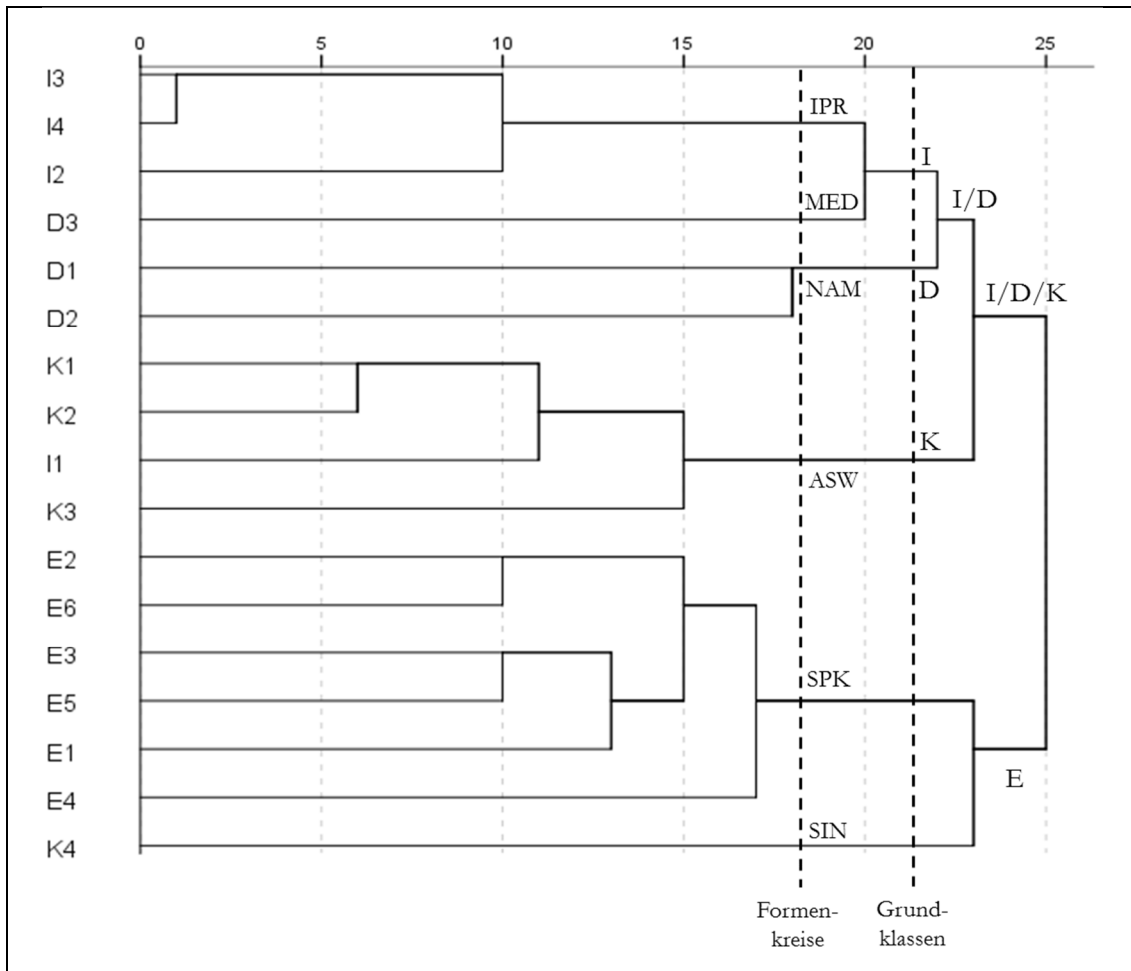 0 5 10 15 20 25
I3
I4 IPR
I2 I
D3 MED I/D
D1
D2 NAM D I/D/K
K1
K2
I1 K
K3 ASW
E2
E6
E3
E5 SPK
E1 E
E4
K4 SIN
Formen- Grund-
kreise klassen